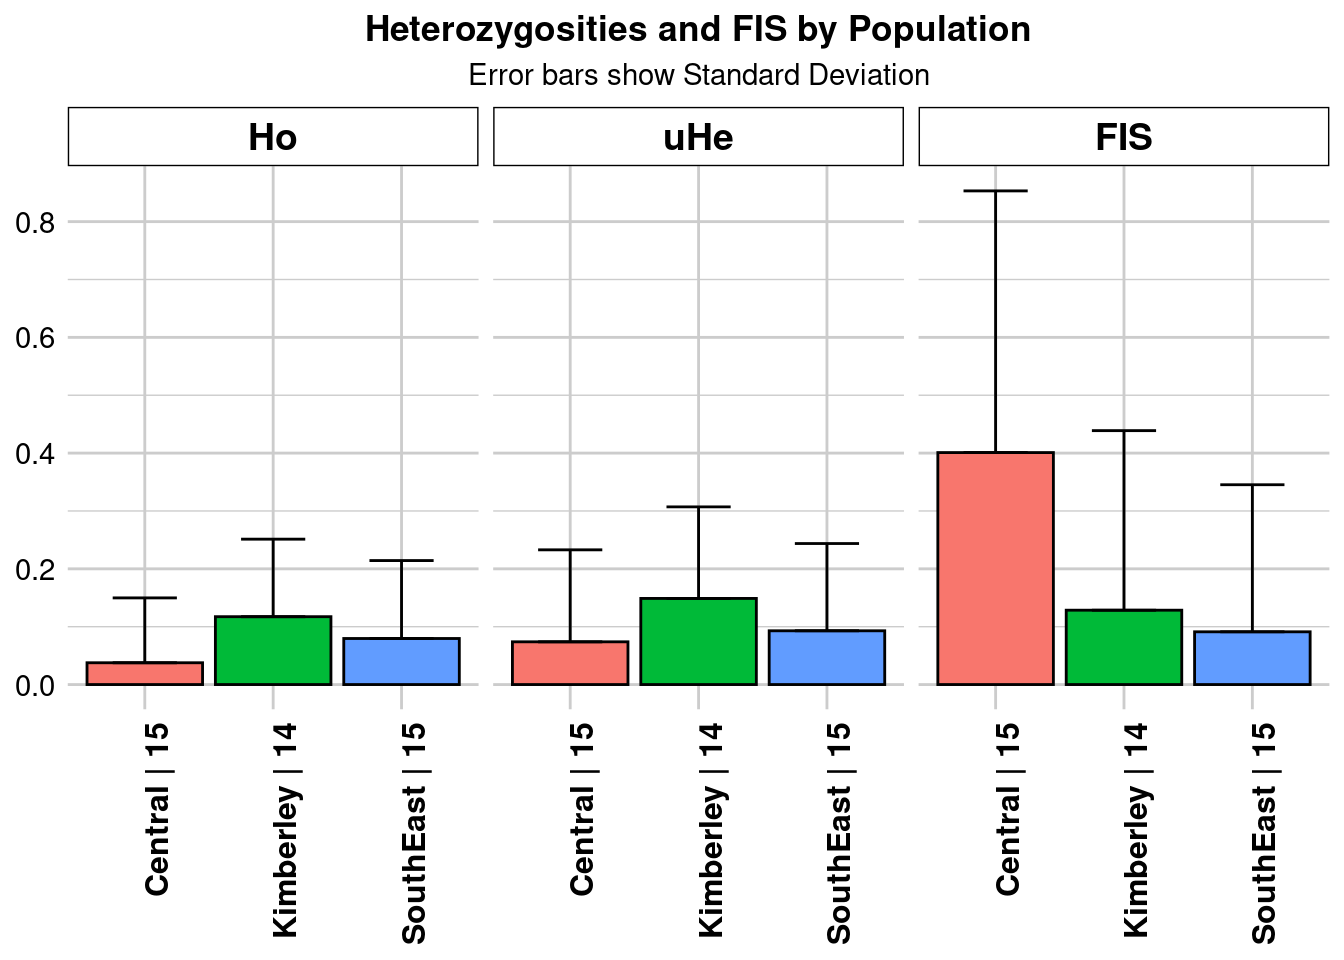 Heterozygosities and FIS by Population
Error bars show Standard Deviation
Ho
uHe
FIS
0.8
0.6
0.4
0.2
0.0
Central | 15
Kimberley | 14
SouthEast | 15
Central | 15
Kimberley | 14
SouthEast | 15
Central | 15
Kimberley | 14
SouthEast | 15